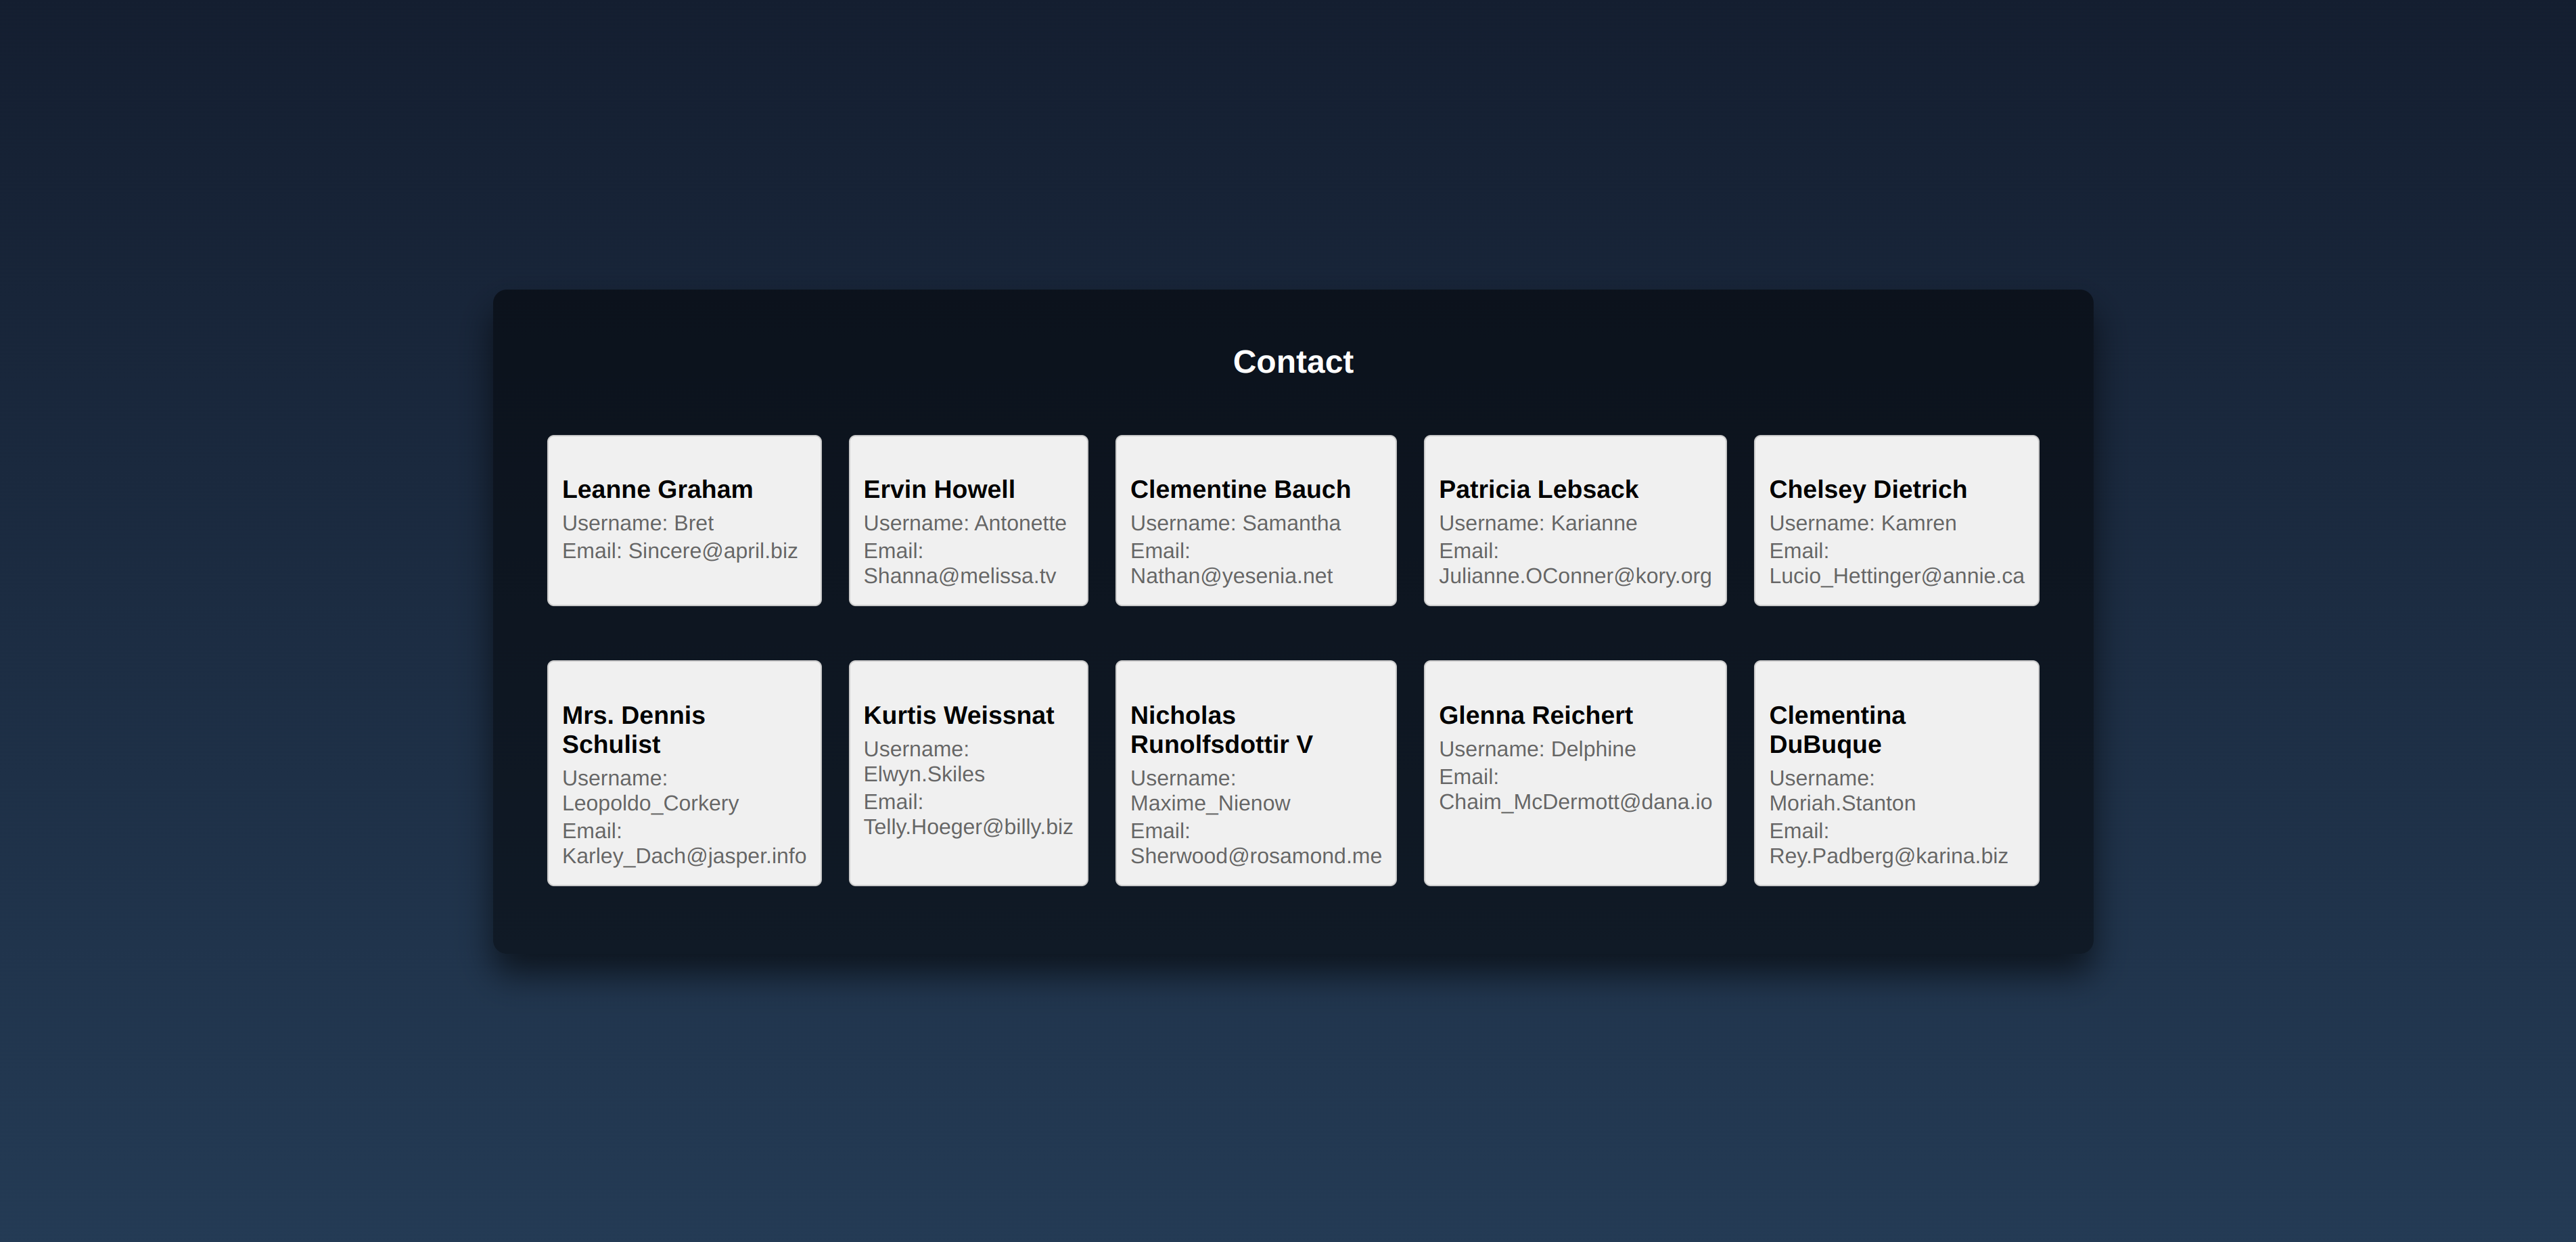 Contact
Leanne Graham
Username: Bret
Email: Sincere@april.biz
Ervin Howell
Username: Antonette
Email:
Shanna@melissa.tv
Clementine Bauch
Username: Samantha
Email:
Nathan@yesenia.net
Patricia Lebsack
Username: Karianne
Email:
Julianne.OConner@kory.org
Chelsey Dietrich
Username: Kamren
Email:
Lucio_Hettinger@annie.ca
Mrs. Dennis
Schulist
Username:
Leopoldo_Corkery
Email:
Karley_Dach@jasper.info
Kurtis Weissnat
Username:
Elwyn.Skiles
Email:
Telly.Hoeger@billy.biz
Nicholas
Runolfsdottir V
Username:
Maxime_Nienow
Email:
Sherwood@rosamond.me
Glenna Reichert
Username: Delphine
Email:
Chaim_McDermott@dana.io
Clementina
DuBuque
Username:
Moriah.Stanton
Email:
Rey.Padberg@karina.biz